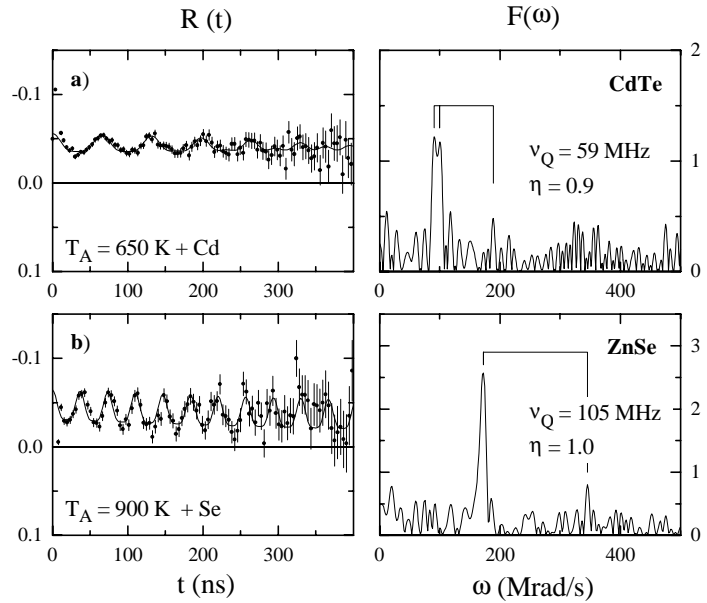 R (t)
F(ω)
a)
-0.1
0.0
0.1
T_A = 650 K + Cd
0 100 200 300
CdTe
ν_Q = 59 MHz
η = 0.9
2
1
0
0 200 400
b)
-0.1
0.0
0.1
T_A = 900 K + Se
0 100 200 300
t (ns)
ZnSe
ν_Q = 105 MHz
η = 1.0
3
2
1
0
0 200 400
ω (Mrad/s)